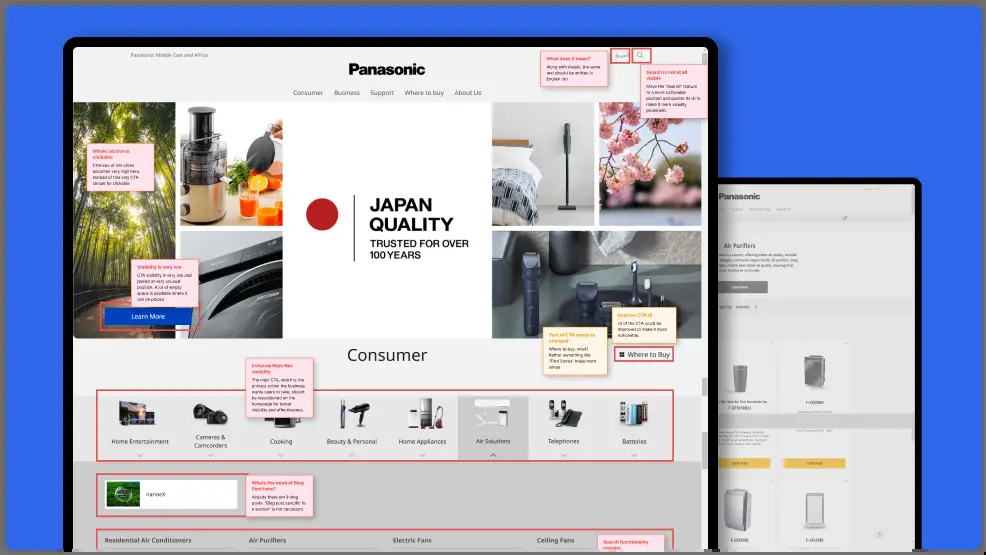 Panasonic Middle East and Africa
Panasonic
Consumer
Business
Support
Where to buy
About Us
What does it mean?
Along with Arabic, the same
text should be written in
English too
العربية
Search is not at all
visible
Move the "Search" feature
to a more noticeable
position and update its UI to
make it more visually
prominent.
Whole section is
clickable
Chances of mis clicks
becomes very high here.
Instead of this only CTA
should be clickable
JAPAN
QUALITY
TRUSTED FOR OVER
100 YEARS
Visibility is very low
CTA visibility is very low and
placed at very unusual
position. A lot of empty
space is available where it
can be placed
Learn More
Improve CTA UI
UI of the CTA could be
improved to make it more
noticeable.
Text of CTA needs to
changed
Where to buy, what?
Rather something like
"Find Stores" make more
sense
Where to Buy
Consumer
Enhance Main Nav
visibility
The main CTA, which is the
primary action the business
wants users to take, should
be repositioned on the
homepage for better
visibility and effectiveness.
Home Entertainment
Cameras &
Camcorders
Cooking
Beauty & Personal
Home Appliances
Air Solutions
Telephones
Batteries
nanoeX
Whats the need of Blog
Post here?
Already there are 9 blog
posts. "Blog post specific to
a section" is not necessary
Residential Air Conditioners
Air Purifiers
Electric Fans
Ceiling Fans
Search functionality
missing
Panasonic
Support
Where to Buy
About Us
Air Purifiers